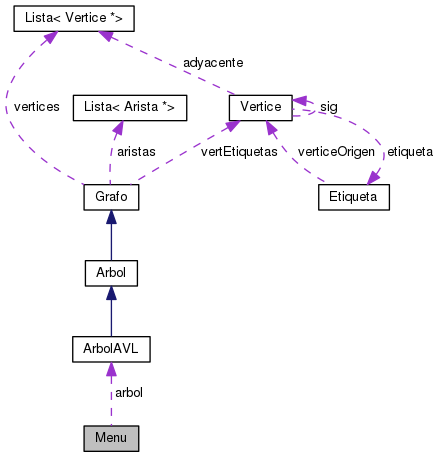 Lista< Vertice *>
adyacente
vertices
Lista< Arista *>
Vertice
sig
aristas
vertEtiquetas
verticeOrigen
etiqueta
Grafo
Etiqueta
Arbol
ArbolAVL
arbol
Menu